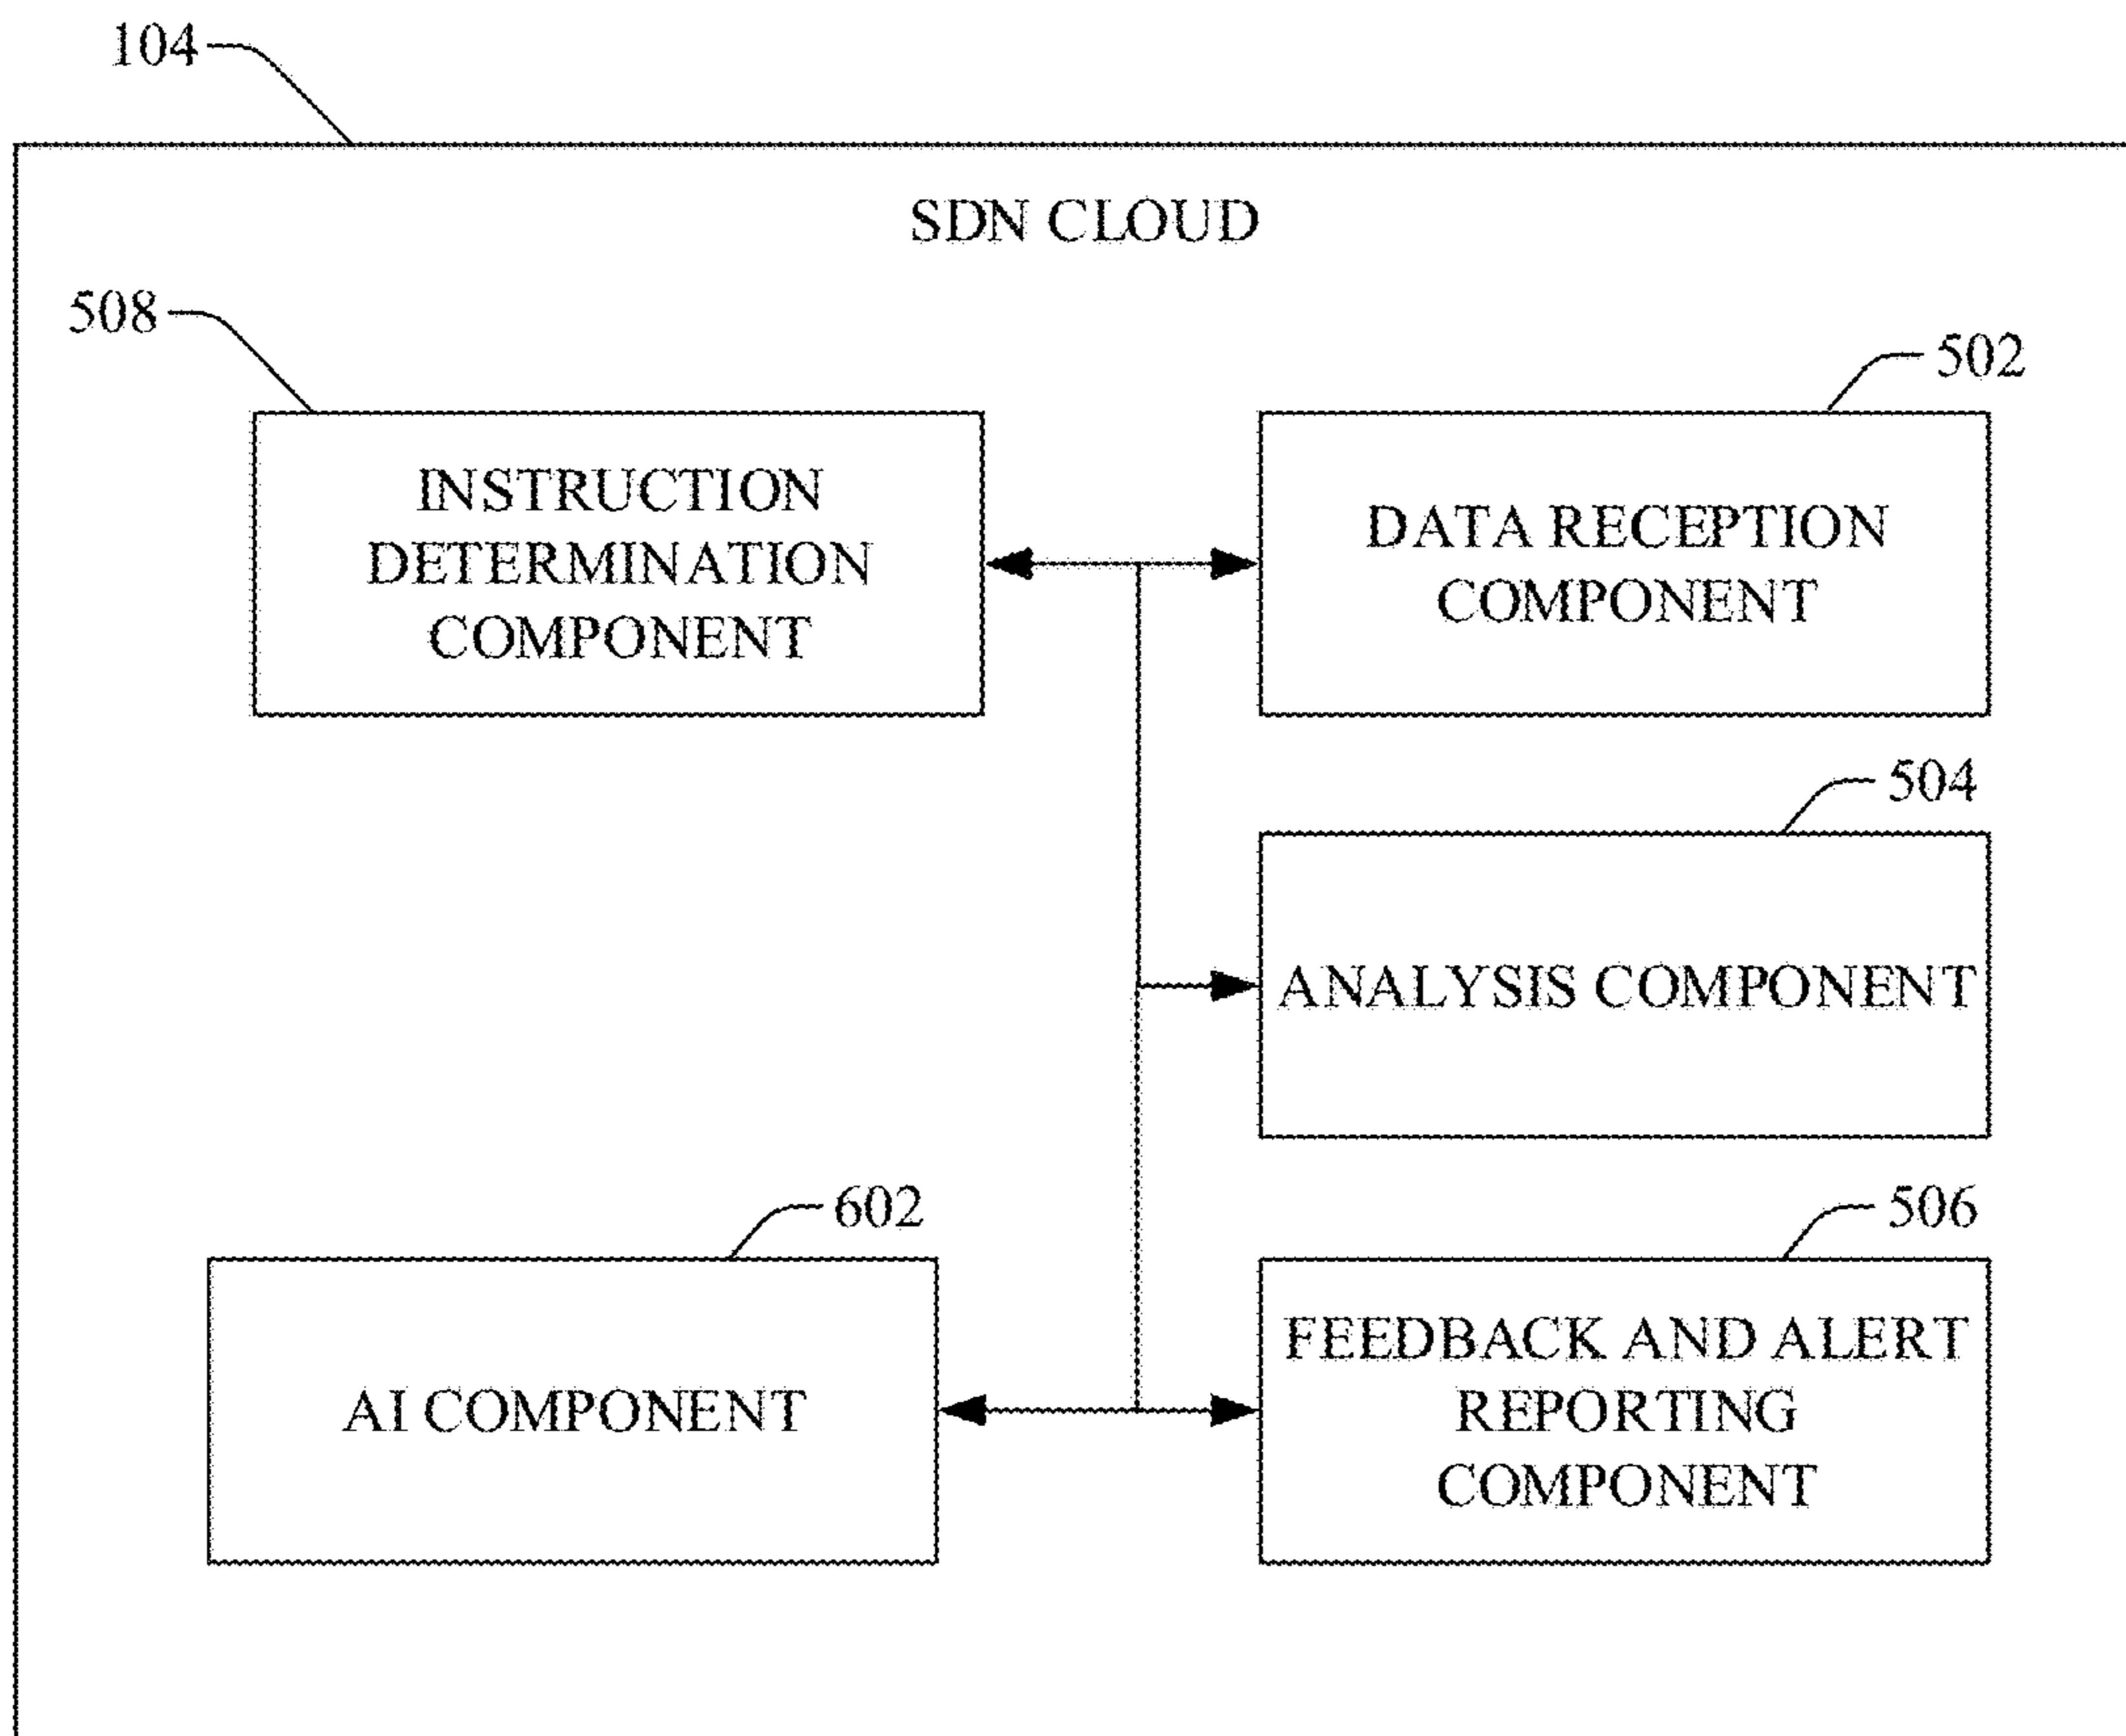 104
SDN CLOUD
508
502
INSTRUCTION
DETERMINATION
COMPONENT
DATA RECEPTION
COMPONENT
504
ANALYSIS COMPONENT
602
506
AI COMPONENT
FEEDBACK AND ALERT
REPORTING
COMPONENT